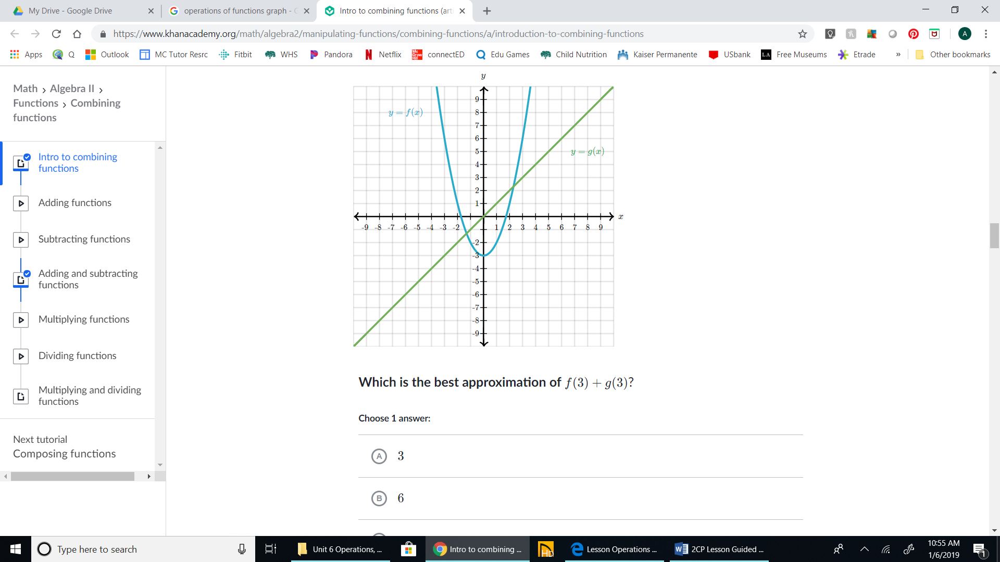 My Drive - Google Drive
operations of functions graph - G
Intro to combining functions (art
https://www.khanacademy.org/math/algebra2/manipulating-functions/combining-functions/a/introduction-to-combining-functions
Apps
Q
Outlook
MC Tutor Resrc
Fitbit
WHS
Pandora
Netflix
connectED
Edu Games
Child Nutrition
Kaiser Permanente
USbank
LA
Free Museums
Etrade
»
Other bookmarks
A
Math › Algebra II ›
Functions › Combining
functions
Intro to combining
functions
Adding functions
Subtracting functions
Adding and subtracting
functions
Multiplying functions
Dividing functions
Multiplying and dividing
functions
Next tutorial
Composing functions
y
9
8
7
6
5
4
3
2
1
y = f(x)
y = g(x)
x
-9 -8 -7 -6 -5 -4 -3 -2 1 2 3 4 5 6 7 8 9
-2
-3
-4
-5
-6
-7
-8
-9
Which is the best approximation of f(3) + g(3)?
Choose 1 answer:
A 3
B 6
Type here to search
Unit 6 Operations, ...
Intro to combining ...
HD
Lesson Operations ...
2CP Lesson Guided ...
10:55 AM
1/6/2019
1